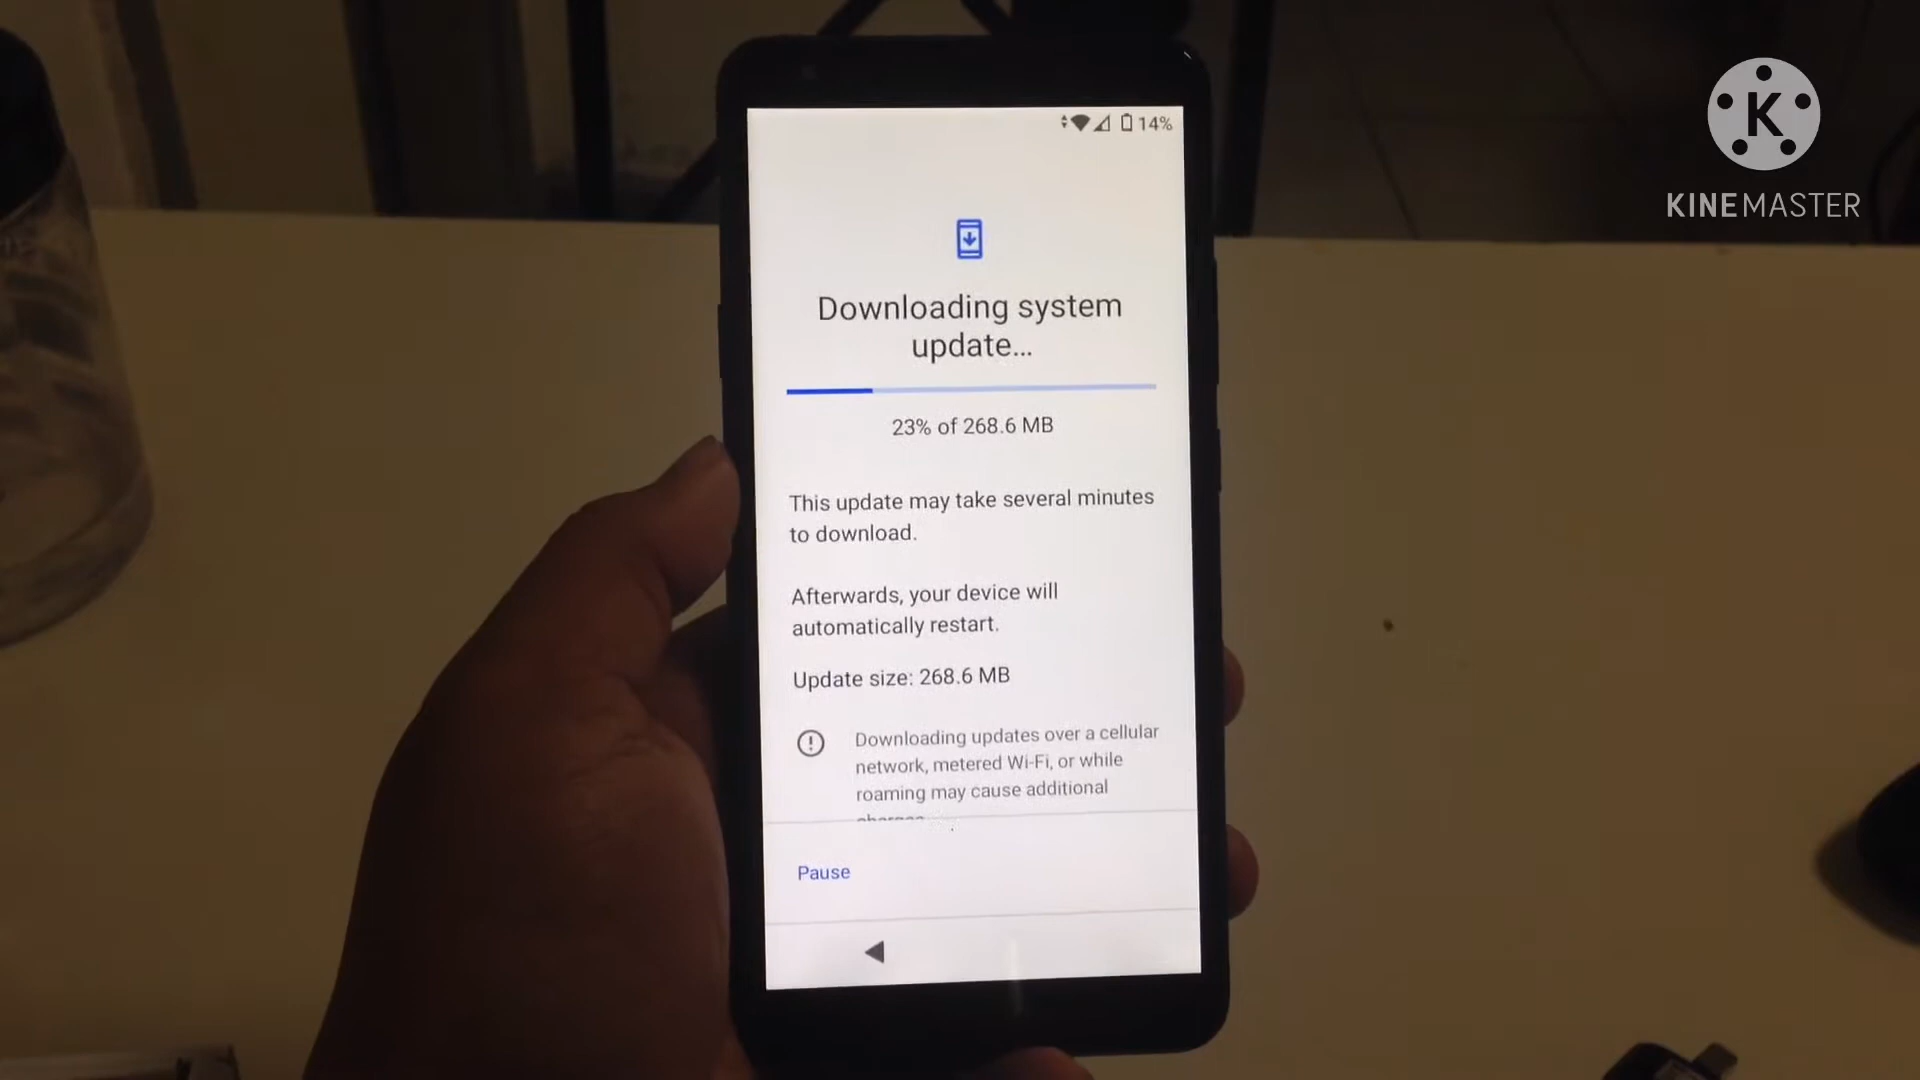 14%
K
KINEMASTER
Downloading system
update...
23% of 268.6 MB
This update may take several minutes
to download.
Afterwards, your device will
automatically restart.
Update size: 268.6 MB
Downloading updates over a cellular
network, metered Wi-Fi, or while
roaming may cause additional
Pause